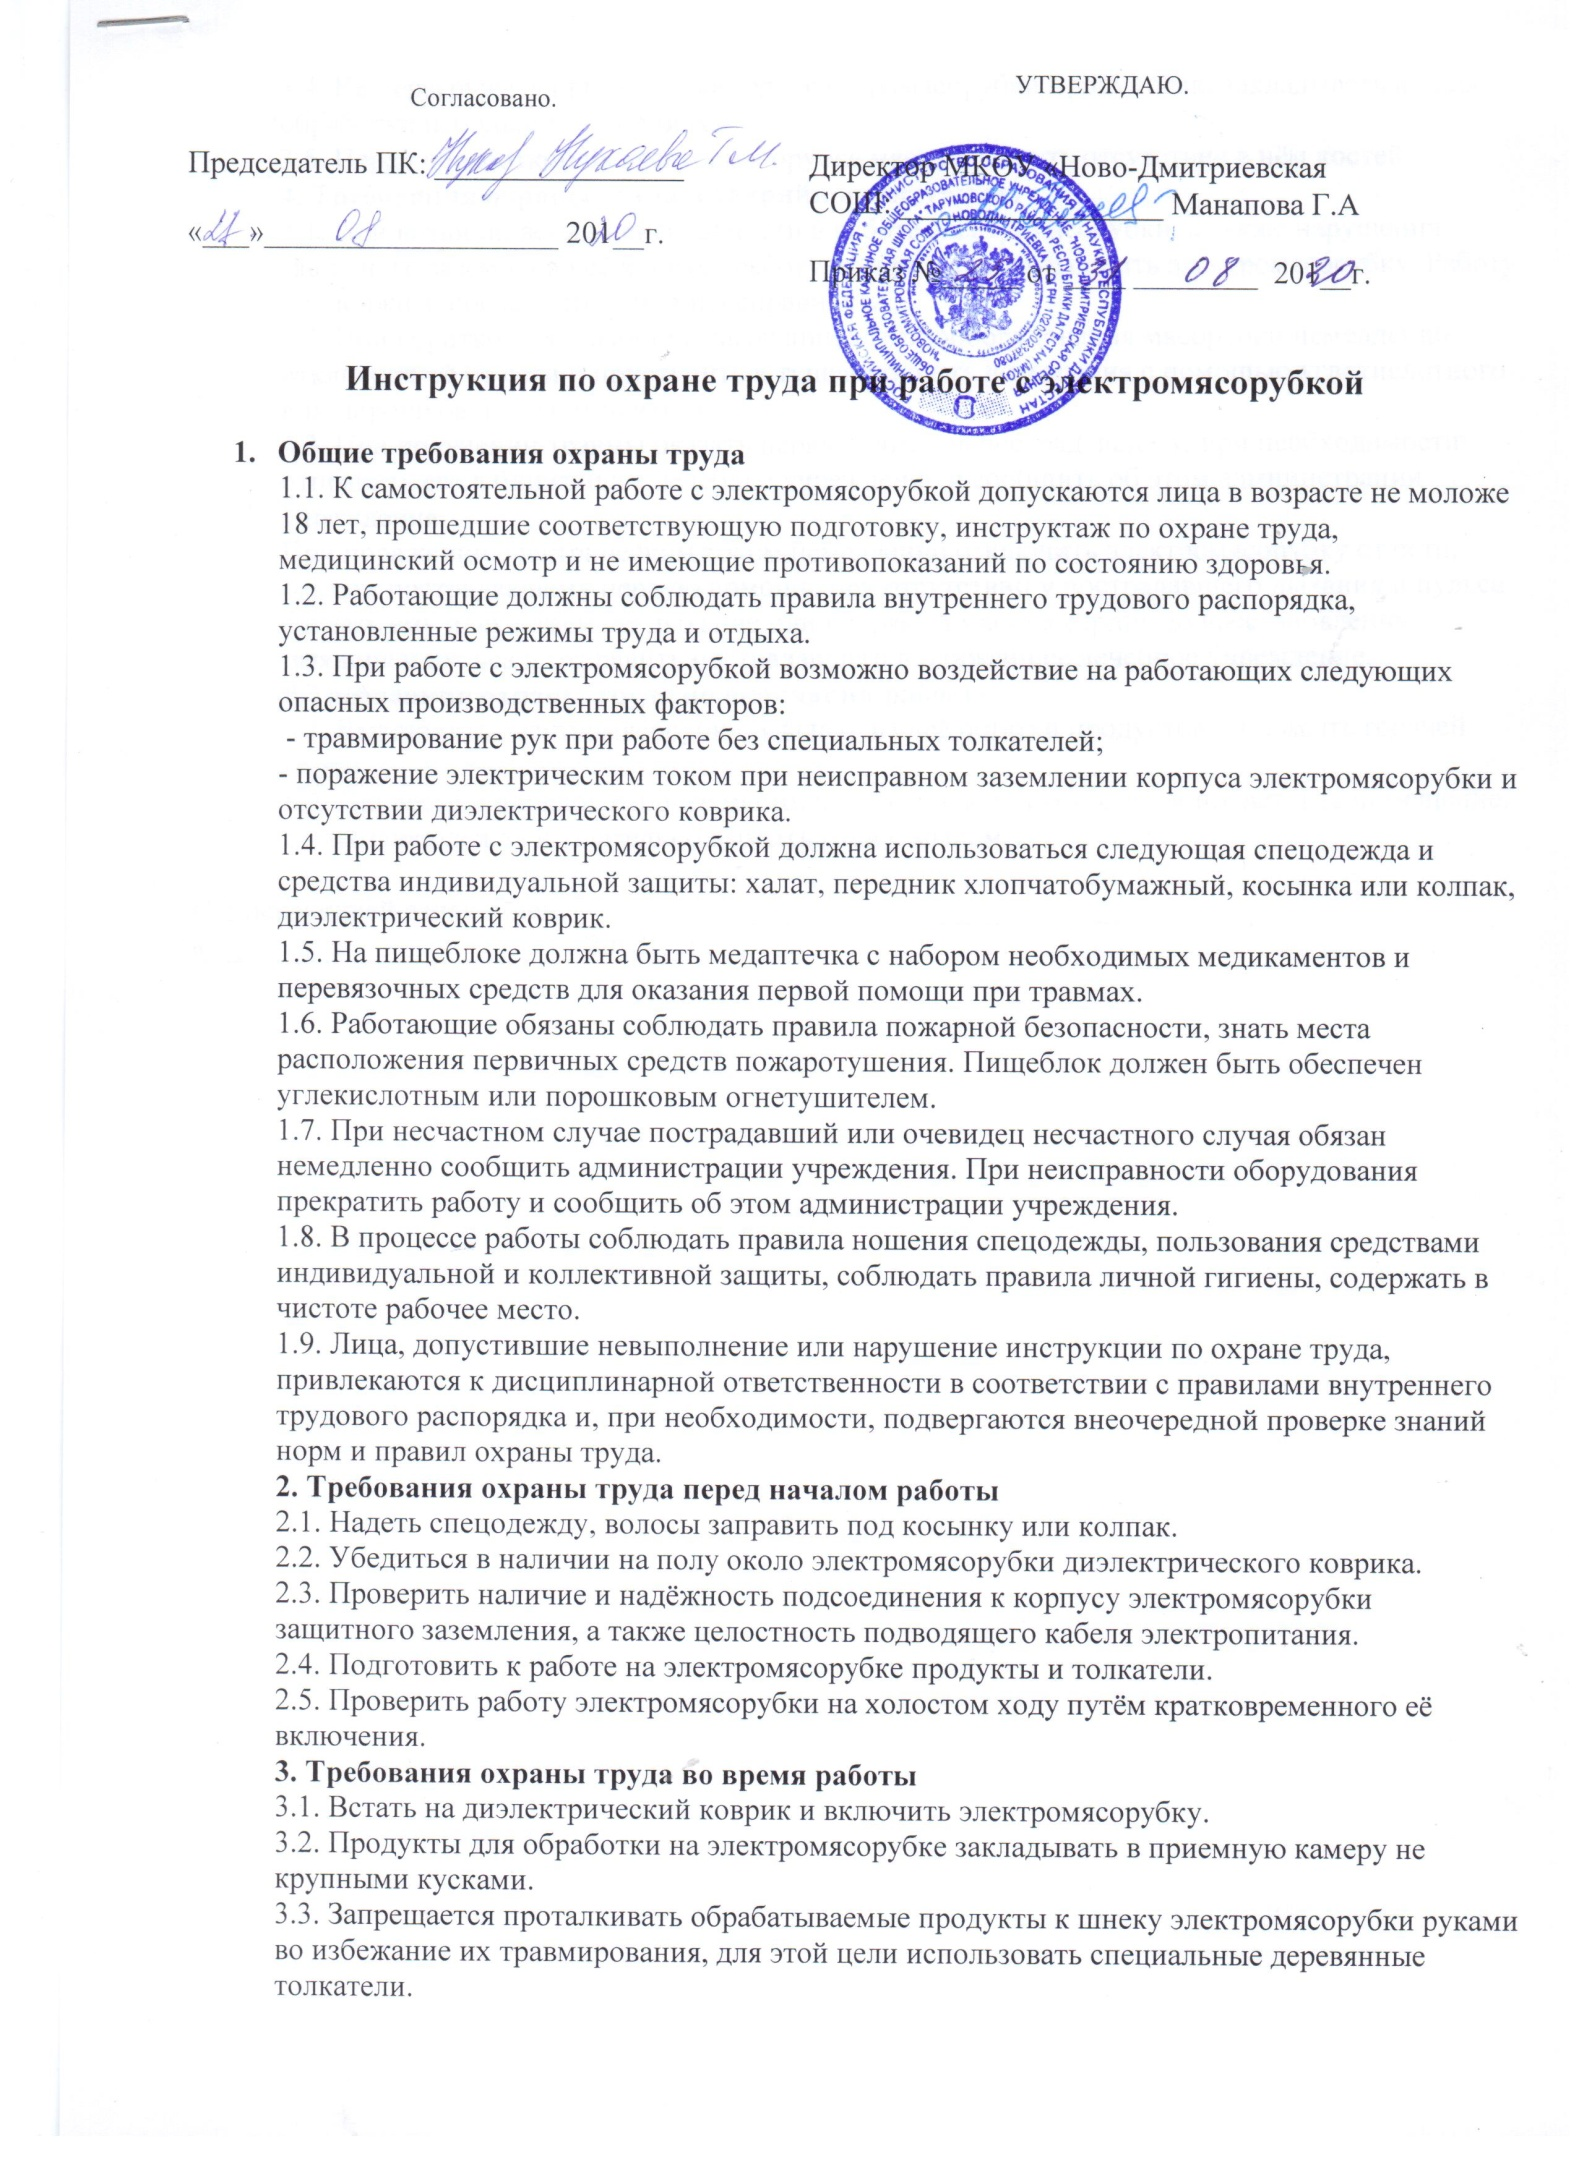 Согласовано.
УТВЕРЖДАЮ.
Председатель ПК: Нукаева Г М.
«27» 08 2020 г.
Директор МКОУ «Ново-Дмитриевская
СОШ Манапова Г.А
Приказ № от 08 2020г.
Инструкция по охране труда при работе с электромясорубкой
1. Общие требования охраны труда
1.1. К самостоятельной работе с электромясорубкой допускаются лица в возрасте не моложе
18 лет, прошедшие соответствующую подготовку, инструктаж по охране труда,
медицинский осмотр и не имеющие противопоказаний по состоянию здоровья.
1.2. Работающие должны соблюдать правила внутреннего трудового распорядка,
установленные режимы труда и отдыха.
1.3. При работе с электромясорубкой возможно воздействие на работающих следующих
опасных производственных факторов:
- травмирование рук при работе без специальных толкателей;
- поражение электрическим током при неисправном заземлении корпуса электромясорубки и
отсутствии диэлектрического коврика.
1.4. При работе с электромясорубкой должна использоваться следующая спецодежда и
средства индивидуальной защиты: халат, передник хлопчатобумажный, косынка или колпак,
диэлектрический коврик.
1.5. На пищеблоке должна быть медаптечка с набором необходимых медикаментов и
перевязочных средств для оказания первой помощи при травмах.
1.6. Работающие обязаны соблюдать правила пожарной безопасности, знать места
расположения первичных средств пожаротушения. Пищеблок должен быть обеспечен
углекислотным или порошковым огнетушителем.
1.7. При несчастном случае пострадавший или очевидец несчастного случая обязан
немедленно сообщить администрации учреждения. При неисправности оборудования
прекратить работу и сообщить об этом администрации учреждения.
1.8. В процессе работы соблюдать правила ношения спецодежды, пользования средствами
индивидуальной и коллективной защиты, соблюдать правила личной гигиены, содержать в
чистоте рабочее место.
1.9. Лица, допустившие невыполнение или нарушение инструкции по охране труда,
привлекаются к дисциплинарной ответственности в соответствии с правилами внутреннего
трудового распорядка и, при необходимости, подвергаются внеочередной проверке знаний
норм и правил охраны труда.
2. Требования охраны труда перед началом работы
2.1. Надеть спецодежду, волосы заправить под косынку или колпак.
2.2. Убедиться в наличии на полу около электромясорубки диэлектрического коврика.
2.3. Проверить наличие и надёжность подсоединения к корпусу электромясорубки
защитного заземления, а также целостность подводящего кабеля электропитания.
2.4. Подготовить к работе на электромясорубке продукты и толкатели.
2.5. Проверить работу электромясорубки на холостом ходу путём кратковременного её
включения.
3. Требования охраны труда во время работы
3.1. Встать на диэлектрический коврик и включить электромясорубку.
3.2. Продукты для обработки на электромясорубке закладывать в приемную камеру не
крупными кусками.
3.3. Запрещается проталкивать обрабатываемые продукты к шнеку электромясорубки руками
во избежание их травмирования, для этой цели использовать специальные деревянные
толкатели.